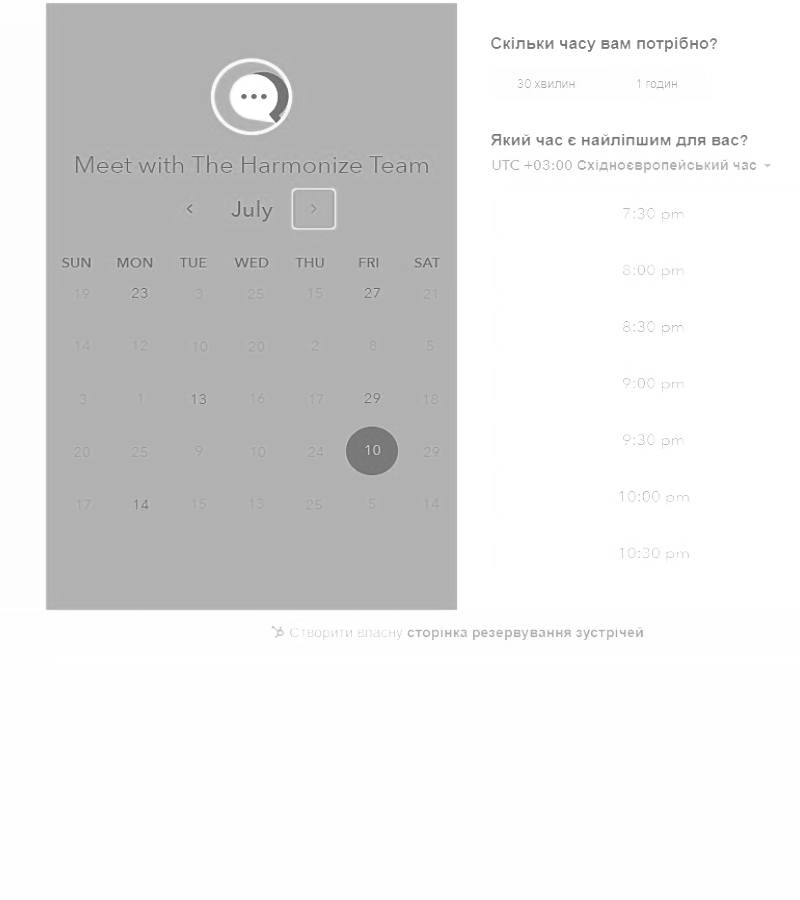 Meet with The Harmonize Team
July
SUN MON TUE WED THU FRI SAT
19 23 3 25 15 27 21
14 12 10 20 2 8 5
3 1 13 16 17 29 18
20 25 9 10 24 10 29
17 14 15 13 25 5 14
Скільки часу вам потрібно?
30 хвилин 1 годин
Який час є найліпшим для вас?
UTC +03:00 Східноєвропейський час
7:30 pm
8:00 pm
8:30 pm
9:00 pm
9:30 pm
10:00 pm
10:30 pm
Створити власну сторінка резервування зустрічей